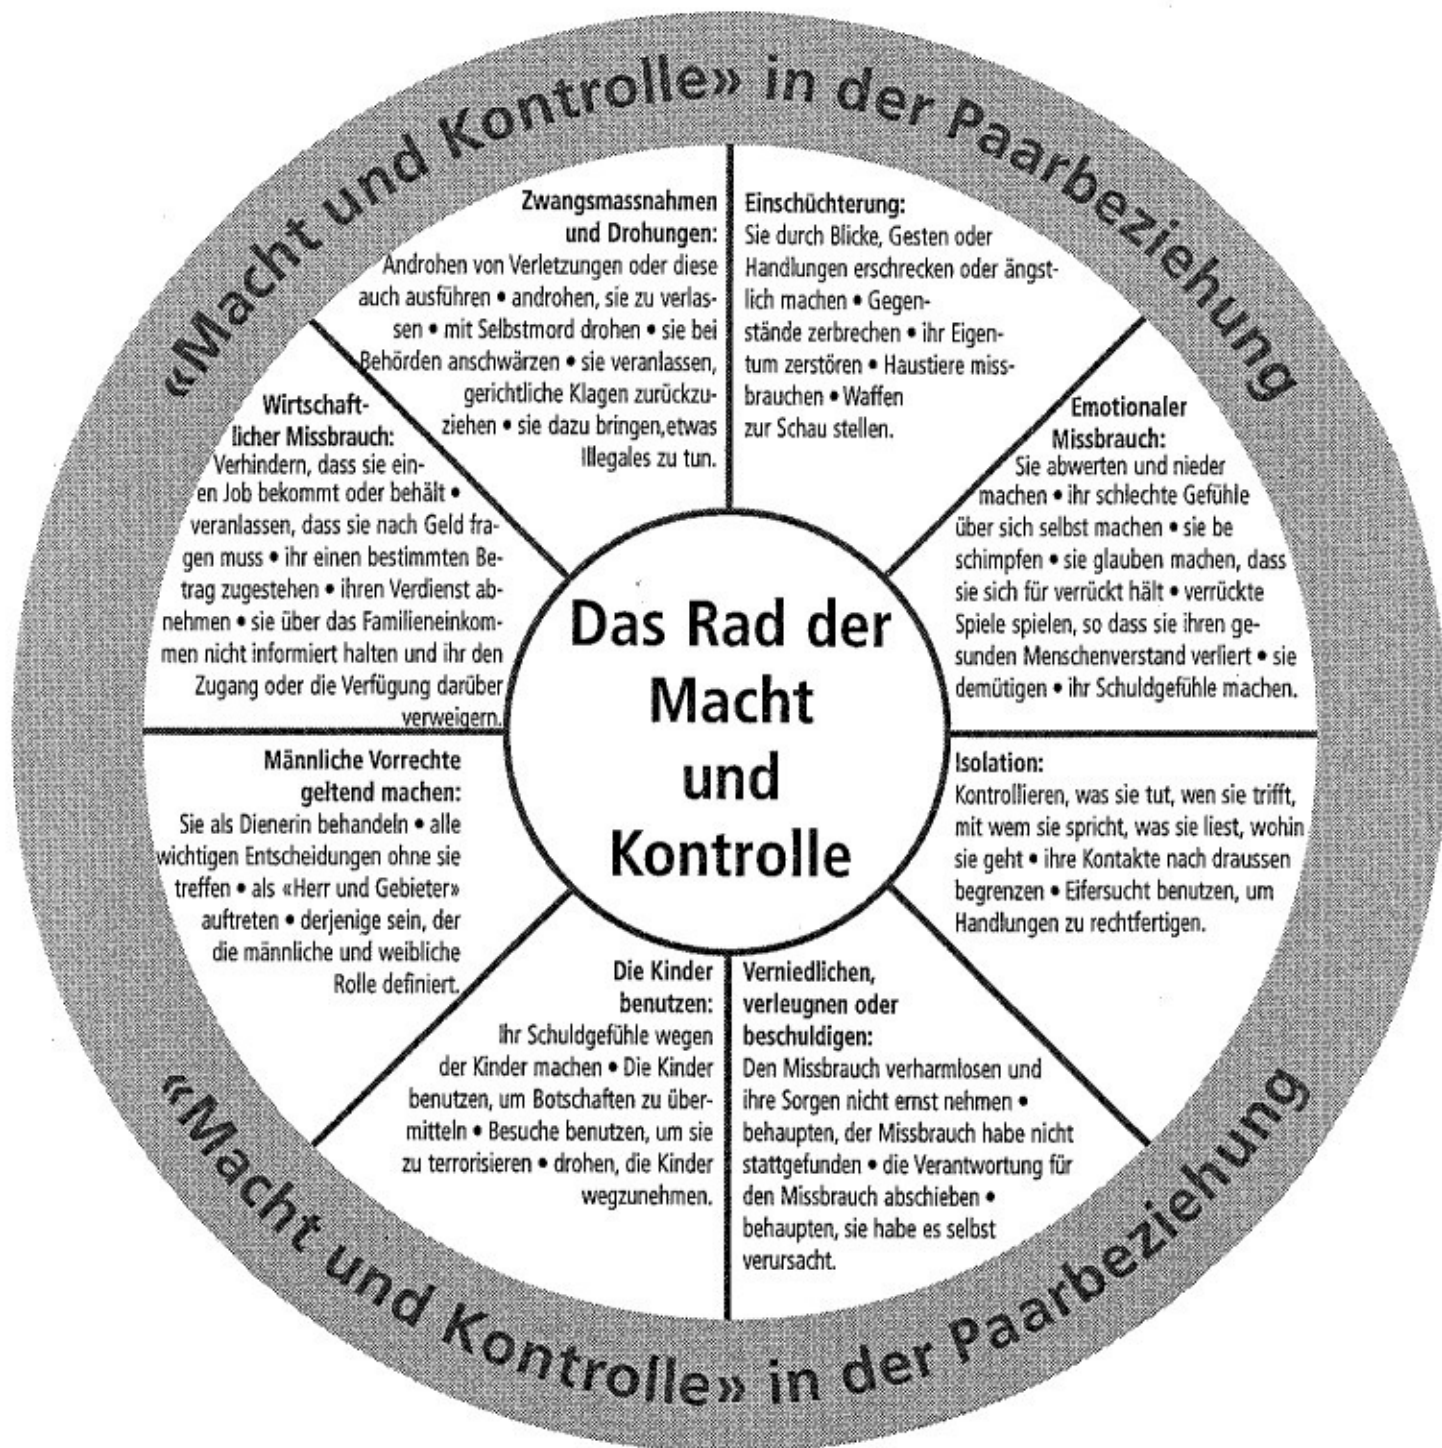 «Macht und Kontrolle» in der Paarbeziehung
Zwangsmassnahmen
und Drohungen:
Androhen von Verletzungen oder diese
auch ausführen • androhen, sie zu verlas-
sen • mit Selbstmord drohen • sie bei
Behörden anschwärzen • sie veranlassen,
gerichtliche Klagen zurückzu-
ziehen • sie dazu bringen,etwas
Illegales zu tun.
Einschüchterung:
Sie durch Blicke, Gesten oder
Handlungen erschrecken oder ängst-
lich machen • Gegen-
stände zerbrechen • ihr Eigen-
tum zerstören • Haustiere miss-
brauchen • Waffen
zur Schau stellen.
Emotionaler
Missbrauch:
Sie abwerten und nieder
machen • ihr schlechte Gefühle
über sich selbst machen • sie be
schimpfen • sie glauben machen, dass
sie sich für verrückt hält • verrückte
Spiele spielen, so dass sie ihren ge-
sunden Menschenverstand verliert • sie
demütigen • ihr Schuldgefühle machen.
Isolation:
Kontrollieren, was sie tut, wen sie trifft,
mit wem sie spricht, was sie liest, wohin
sie geht • ihre Kontakte nach draussen
begrenzen • Eifersucht benutzen, um
Handlungen zu rechtfertigen.
Verniedlichen,
verleugnen oder
beschuldigen:
Den Missbrauch verharmlosen und
ihre Sorgen nicht ernst nehmen •
behaupten, der Missbrauch habe nicht
stattgefunden • die Verantwortung für
den Missbrauch abschieben •
behaupten, sie habe es selbst
verursacht.
Die Kinder
benutzen:
Ihr Schuldgefühle wegen
der Kinder machen • Die Kinder
benutzen, um Botschaften zu über-
mitteln • Besuche benutzen, um sie
zu terrorisieren • drohen, die Kinder
wegzunehmen.
Männliche Vorrechte
geltend machen:
Sie als Dienerin behandeln • alle
wichtigen Entscheidungen ohne sie
treffen • als «Herr und Gebieter»
auftreten • derjenige sein, der
die männliche und weibliche
Rolle definiert.
Wirtschaft-
licher Missbrauch:
Verhindern, dass sie ein-
en Job bekommt oder behält •
veranlassen, dass sie nach Geld fra-
gen muss • ihr einen bestimmten Be-
trag zugestehen • ihren Verdienst ab-
nehmen • sie über das Familieneinkom-
men nicht informiert halten und ihr den
Zugang oder die Verfügung darüber
verweigern.
Das Rad der
Macht
und
Kontrolle
«Macht und Kontrolle» in der Paarbeziehung